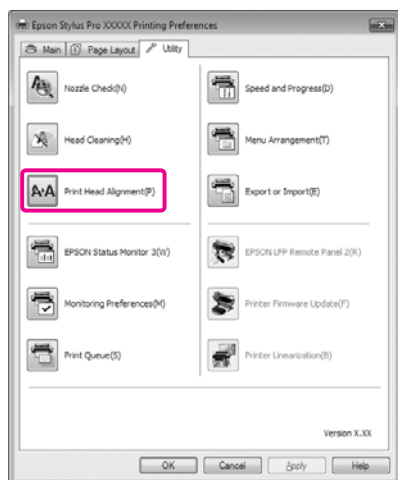 Epson Stylus Pro XXXXX Printing Preferences
Main Page Layout Utility
Nozzle Check(N)
Speed and Progress(D)
Head Cleaning(H)
Menu Arrangement(T)
Print Head Alignment(P)
Export or Import(E)
EPSON Status Monitor 3(W)
EPSON LFP Remote Panel 2(R)
Monitoring Preferences(M)
Printer Firmware Update(F)
Print Queue(S)
Printer Linearization(B)
Version X.XX
OK Cancel Apply Help